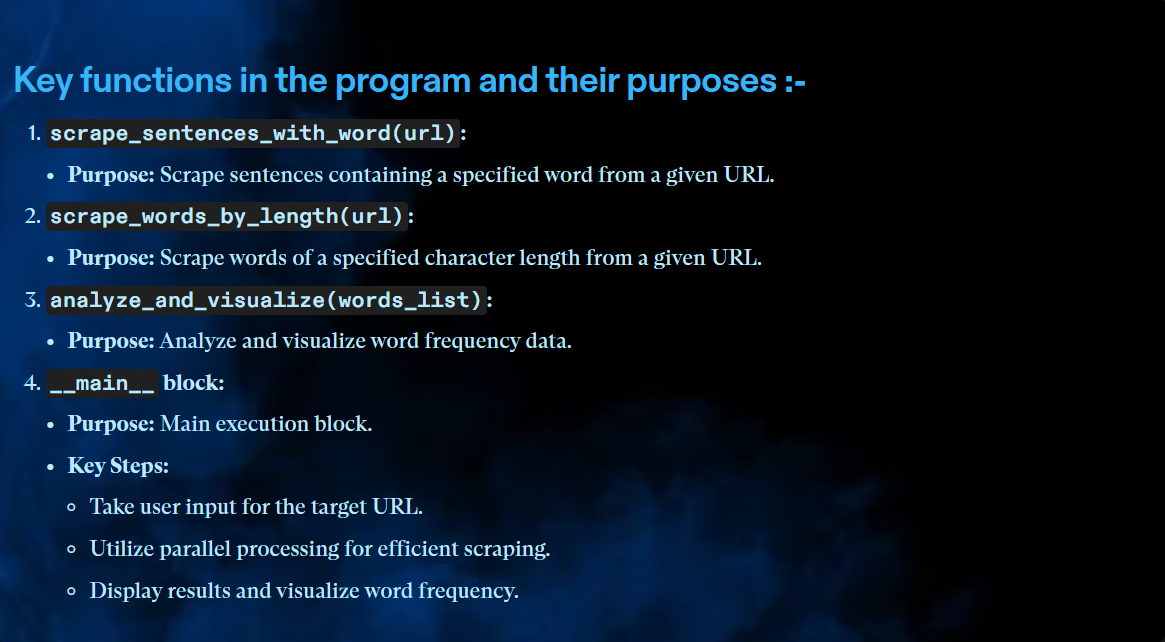 Key functions in the program and their purposes :-
1. scrape_sentences_with_word(url):
• Purpose: Scrape sentences containing a specified word from a given URL.
2. scrape_words_by_length(url):
• Purpose: Scrape words of a specified character length from a given URL.
3. analyze_and_visualize(words_list):
• Purpose: Analyze and visualize word frequency data.
4. __main__ block:
• Purpose: Main execution block.
• Key Steps:
◦ Take user input for the target URL.
◦ Utilize parallel processing for efficient scraping.
◦ Display results and visualize word frequency.